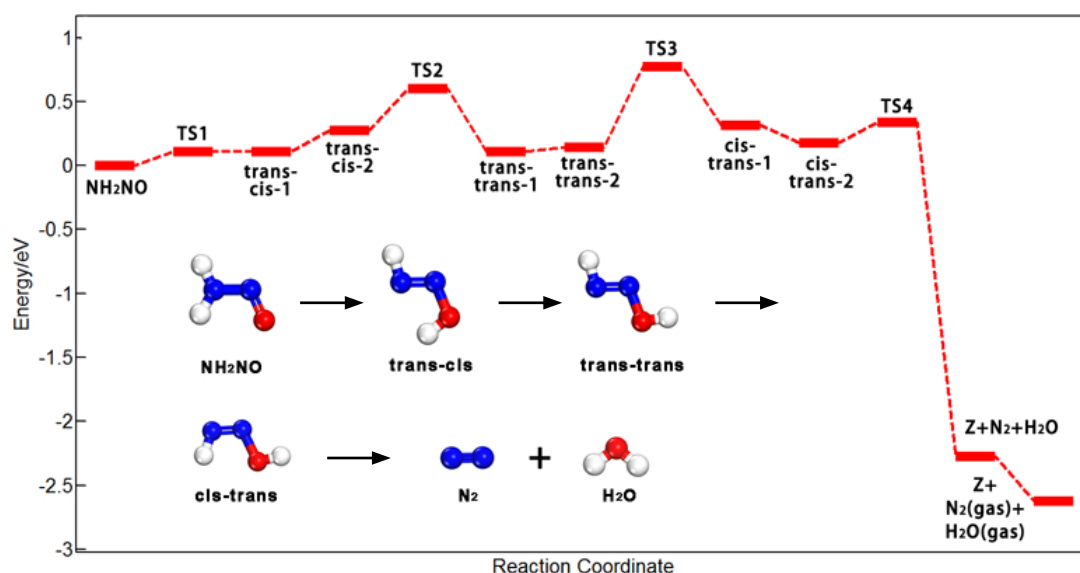 1
0.5
0
-0.5
-1
-1.5
-2
-2.5
-3
Energy/eV
Reaction Coordinate
NH2NO
TS1
trans-
cis-1
trans-
cis-2
TS2
trans-
trans-1
trans-
trans-2
TS3
cis-
trans-1
cis-
trans-2
TS4
Z+N2+H2O
Z+
N2(gas)+
H2O(gas)
NH2NO
trans-cis
trans-trans
cis-trans
+
N2
H2O